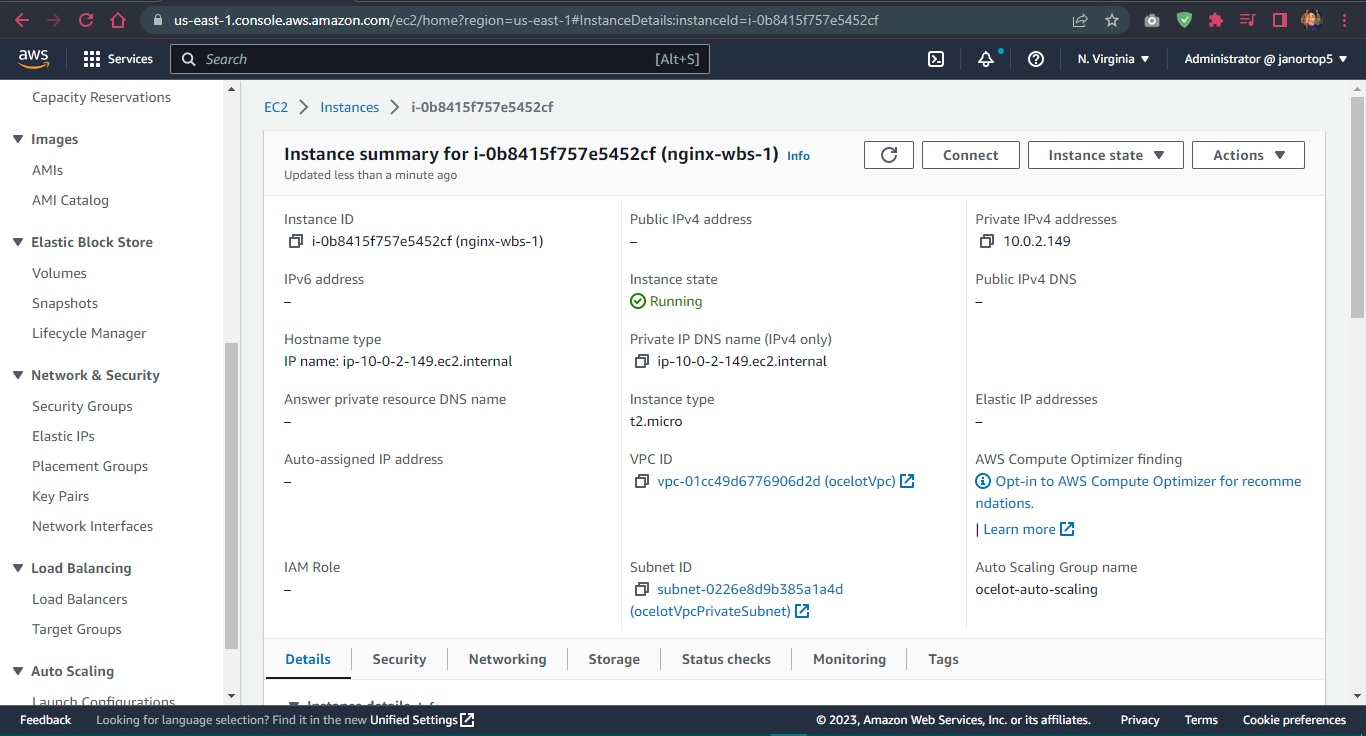 us-east-1.console.aws.amazon.com/ec2/home?region=us-east-1#InstanceDetails:instanceId=i-0b8415f757e5452cf
aws
Services
Search
[Alt+S]
N. Virginia
Administrator @ janortop5
Capacity Reservations
Images
AMIs
AMI Catalog
Elastic Block Store
Volumes
Snapshots
Lifecycle Manager
Network & Security
Security Groups
Elastic IPs
Placement Groups
Key Pairs
Network Interfaces
Load Balancing
Load Balancers
Target Groups
Auto Scaling
Launch Configurations
EC2 > Instances > i-0b8415f757e5452cf
Instance summary for i-0b8415f757e5452cf (nginx-wbs-1) Info
Updated less than a minute ago
Connect
Instance state
Actions
Instance ID
i-0b8415f757e5452cf (nginx-wbs-1)
Public IPv4 address
–
Private IPv4 addresses
10.0.2.149
IPv6 address
–
Instance state
Running
Public IPv4 DNS
–
Hostname type
IP name: ip-10-0-2-149.ec2.internal
Private IP DNS name (IPv4 only)
ip-10-0-2-149.ec2.internal
Answer private resource DNS name
–
Instance type
t2.micro
Elastic IP addresses
–
Auto-assigned IP address
–
VPC ID
vpc-01cc49d6776906d2d (ocelotVpc)
AWS Compute Optimizer finding
Opt-in to AWS Compute Optimizer for recomme
ndations.
| Learn more
IAM Role
–
Subnet ID
subnet-0226e8d9b385a1a4d
(ocelotVpcPrivateSubnet)
Auto Scaling Group name
ocelot-auto-scaling
Details
Security
Networking
Storage
Status checks
Monitoring
Tags
Instance details Info
Feedback
Looking for language selection? Find it in the new Unified Settings
© 2023, Amazon Web Services, Inc. or its affiliates.
Privacy
Terms
Cookie preferences